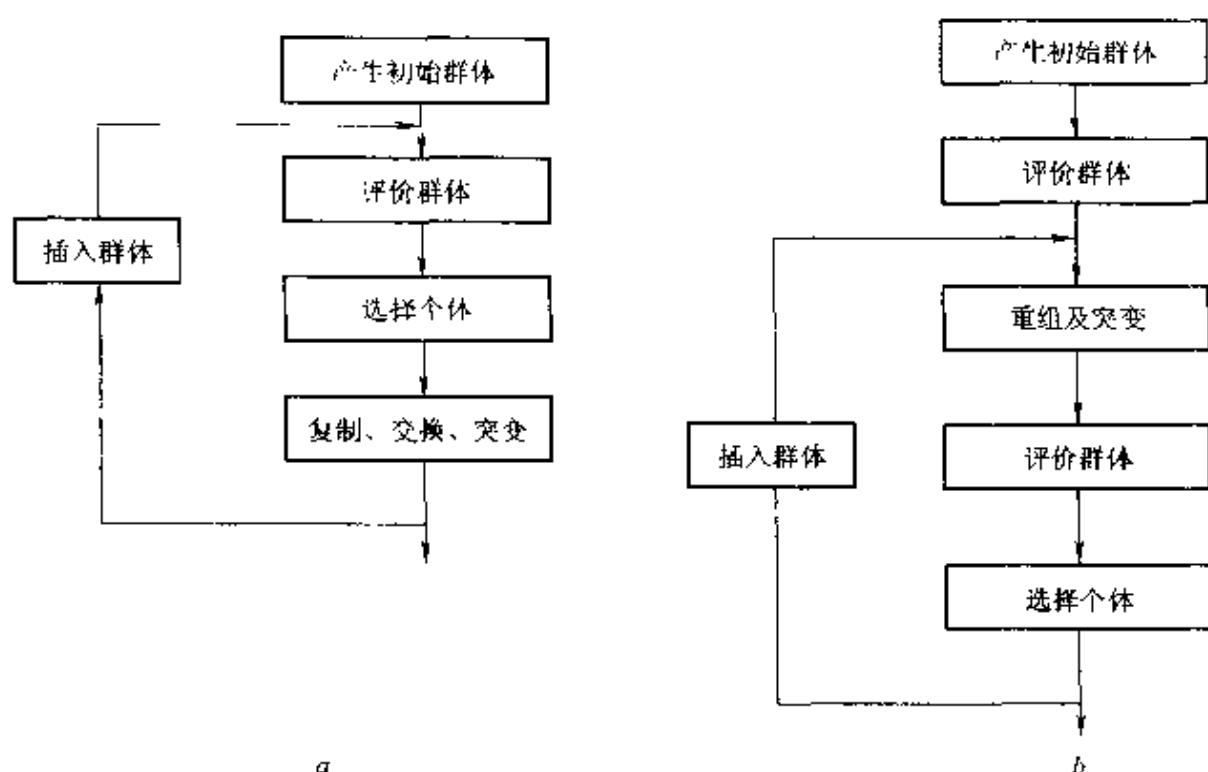 产生初始群体
评价群体
插入群体
选择个体
复制、交换、突变
a
产生初始群体
评价群体
重组及突变
插入群体
评价群体
选择个体
b